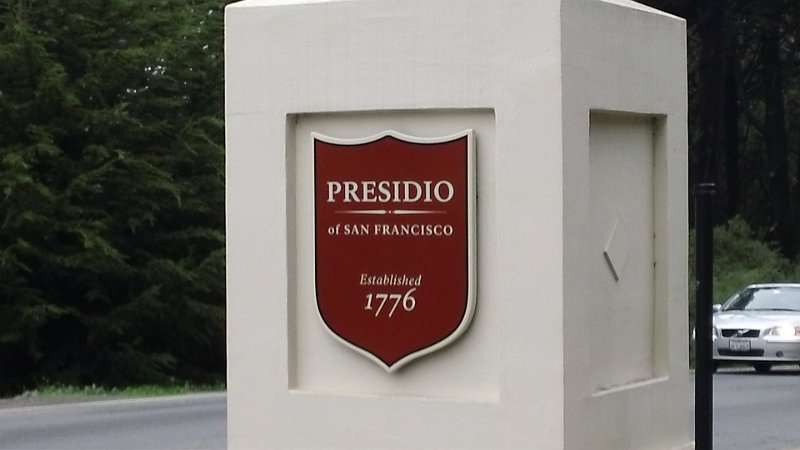 PRESIDIO
of SAN FRANCISCO
Established
1776